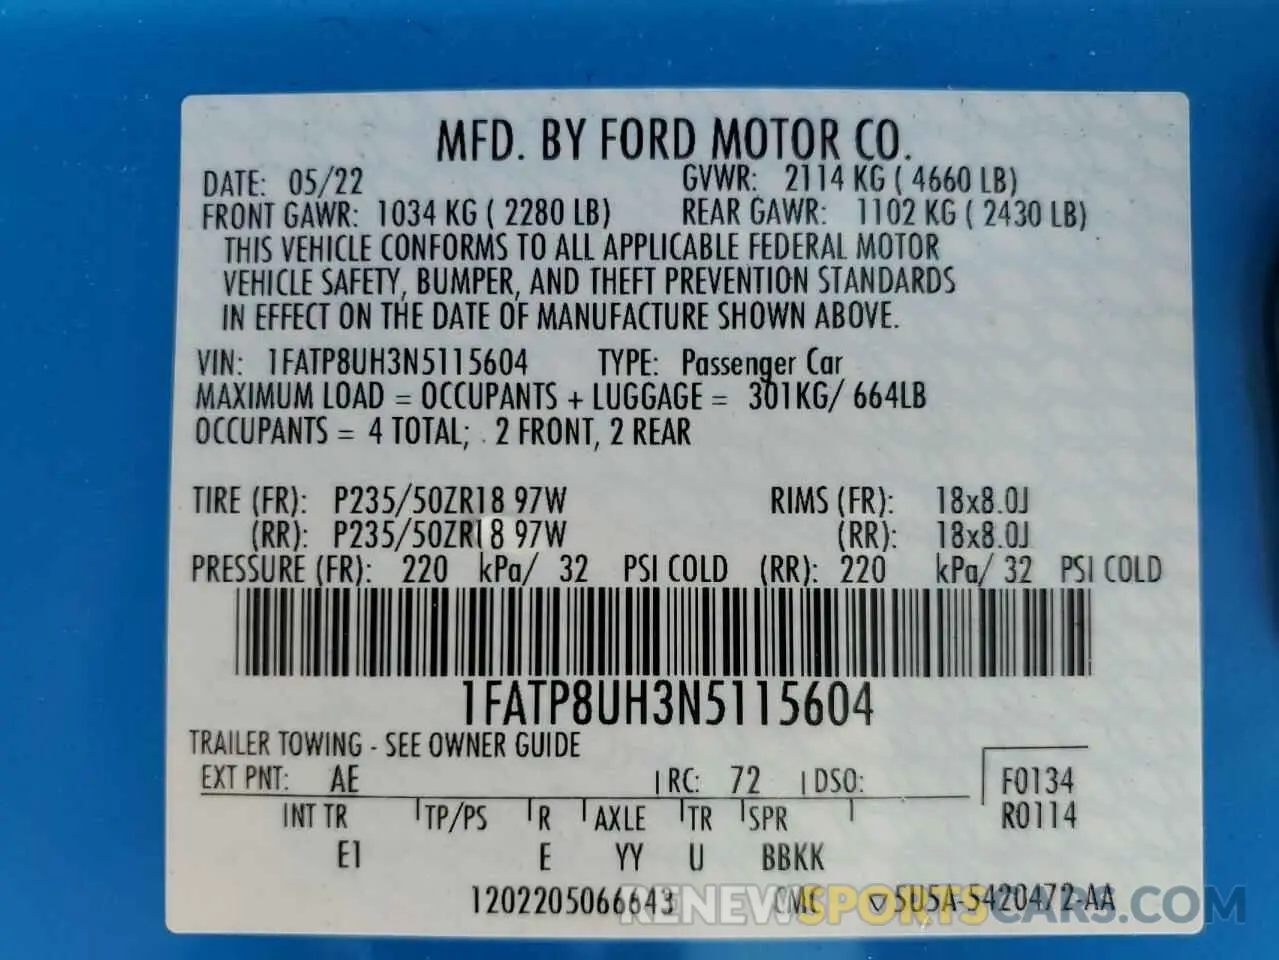 MFD. BY FORD MOTOR CO.
DATE: 05/22 GVWR: 2114 KG ( 4660 LB)
FRONT GAWR: 1034 KG ( 2280 LB) REAR GAWR: 1102 KG ( 2430 LB)
THIS VEHICLE CONFORMS TO ALL APPLICABLE FEDERAL MOTOR
VEHICLE SAFETY, BUMPER, AND THEFT PREVENTION STANDARDS
IN EFFECT ON THE DATE OF MANUFACTURE SHOWN ABOVE.
VIN: 1FATP8UH3N5115604 TYPE: Passenger Car
MAXIMUM LOAD = OCCUPANTS + LUGGAGE = 301KG/ 664LB
OCCUPANTS = 4 TOTAL; 2 FRONT, 2 REAR
TIRE (FR): P235/50ZR18 97W RIMS (FR): 18x8.0J
(RR): P235/50ZR18 97W (RR): 18x8.0J
PRESSURE (FR): 220 kPa/ 32 PSI COLD (RR): 220 kPa/ 32 PSI COLD
1FATP8UH3N5115604
TRAILER TOWING - SEE OWNER GUIDE
EXT PNT: AE RC: 72 DSO: F0134
INT TR TP/PS R AXLE TR SPR R0114
E1 E YY U BBKK
1202205066643 CMC 5U5A-5420472-AA
RENEWSPORTSCARS.COM